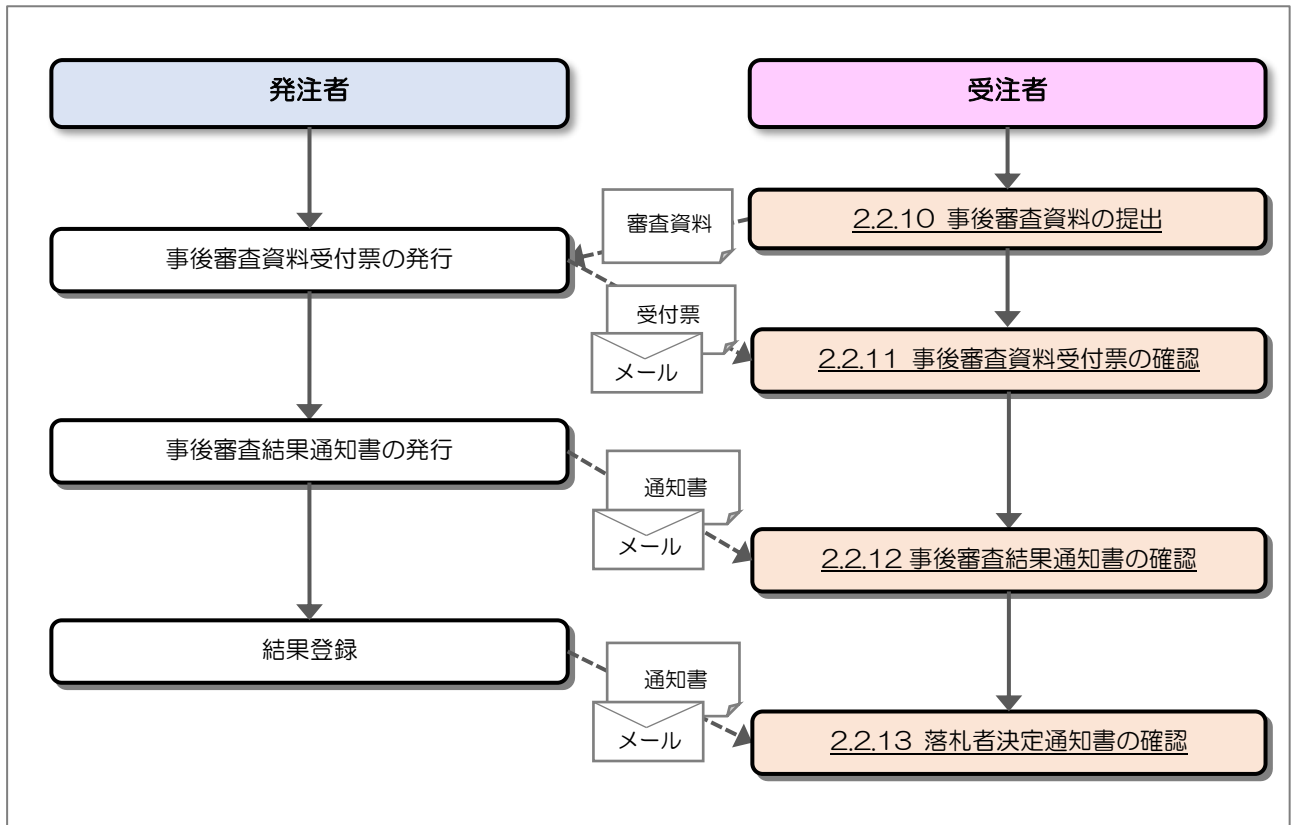 発注者
受注者
審査資料
2.2.10 事後審査資料の提出
事後審査資料受付票の発行
受付票
メール
2.2.11 事後審査資料受付票の確認
事後審査結果通知書の発行
通知書
メール
2.2.12 事後審査結果通知書の確認
結果登録
通知書
メール
2.2.13 落札者決定通知書の確認